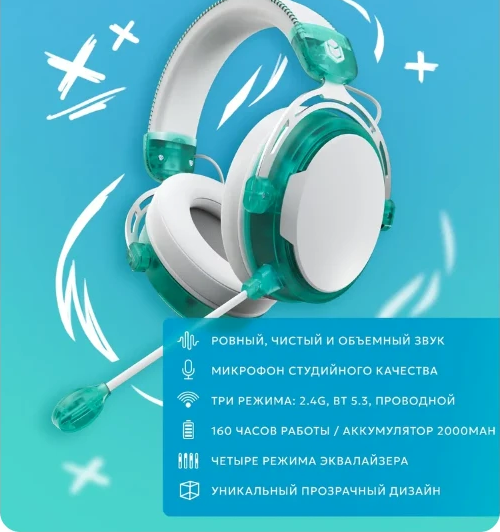 РОВНЫЙ, ЧИСТЫЙ И ОБЪЕМНЫЙ ЗВУК
МИКРОФОН СТУДИЙНОГО КАЧЕСТВА
ТРИ РЕЖИМА: 2.4G, BT 5.3, ПРОВОДНОЙ
160 ЧАСОВ РАБОТЫ / АККУМУЛЯТОР 2000МАН
ЧЕТЫРЕ РЕЖИМА ЭКВАЛАЙЗЕРА
УНИКАЛЬНЫЙ ПРОЗРАЧНЫЙ ДИЗАЙН